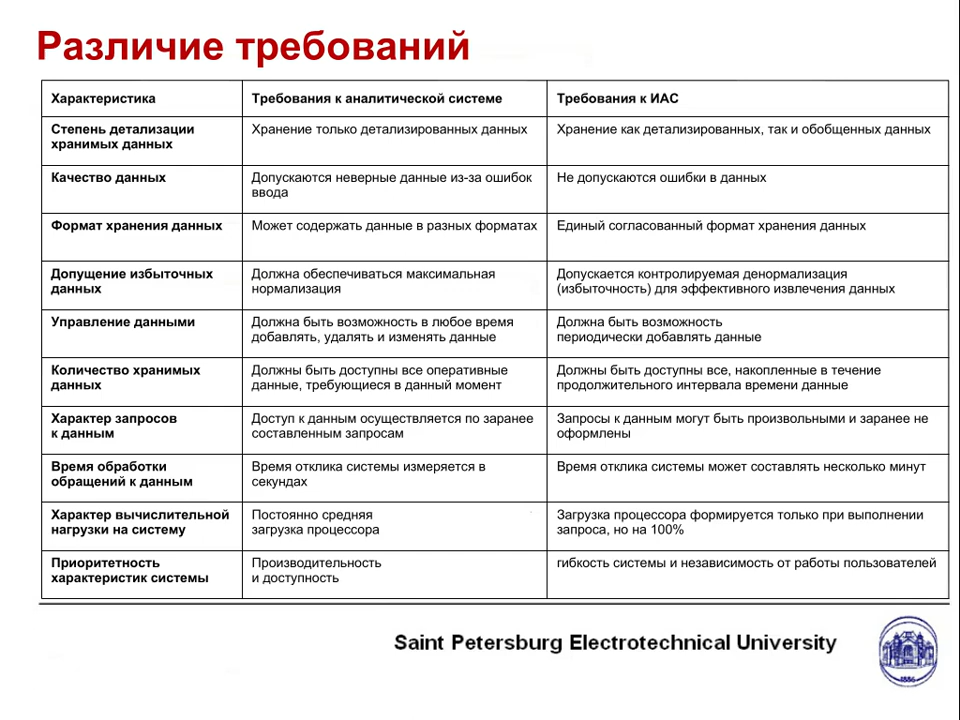 Различие требований
Характеристика
Требования к аналитической системе
Требования к ИАС
Степень детализации
хранимых данных
Хранение только детализированных данных
Хранение как детализированных, так и обобщенных данных
Качество данных
Допускаются неверные данные из-за ошибок
ввода
Не допускаются ошибки в данных
Формат хранения данных
Может содержать данные в разных форматах
Единый согласованный формат хранения данных
Допущение избыточных
данных
Должна обеспечиваться максимальная
нормализация
Допускается контролируемая денормализация
(избыточность) для эффективного извлечения данных
Управление данными
Должна быть возможность в любое время
добавлять, удалять и изменять данные
Должна быть возможность
периодически добавлять данные
Количество хранимых
данных
Должны быть доступны все оперативные
данные, требующиеся в данный момент
Должны быть доступны все, накопленные в течение
продолжительного интервала времени данные
Характер запросов
к данным
Доступ к данным осуществляется по заранее
составленным запросам
Запросы к данным могут быть произвольными и заранее не
оформлены
Время обработки
обращений к данным
Время отклика системы измеряется в
секундах
Время отклика системы может составлять несколько минут
Характер вычислительной
нагрузки на систему
Постоянно средняя
загрузка процессора
Загрузка процессора формируется только при выполнении
запроса, но на 100%
Приоритетность
характеристик системы
Производительность
и доступность
гибкость системы и независимость от работы пользователей
Saint Petersburg Electrotechnical University
1886